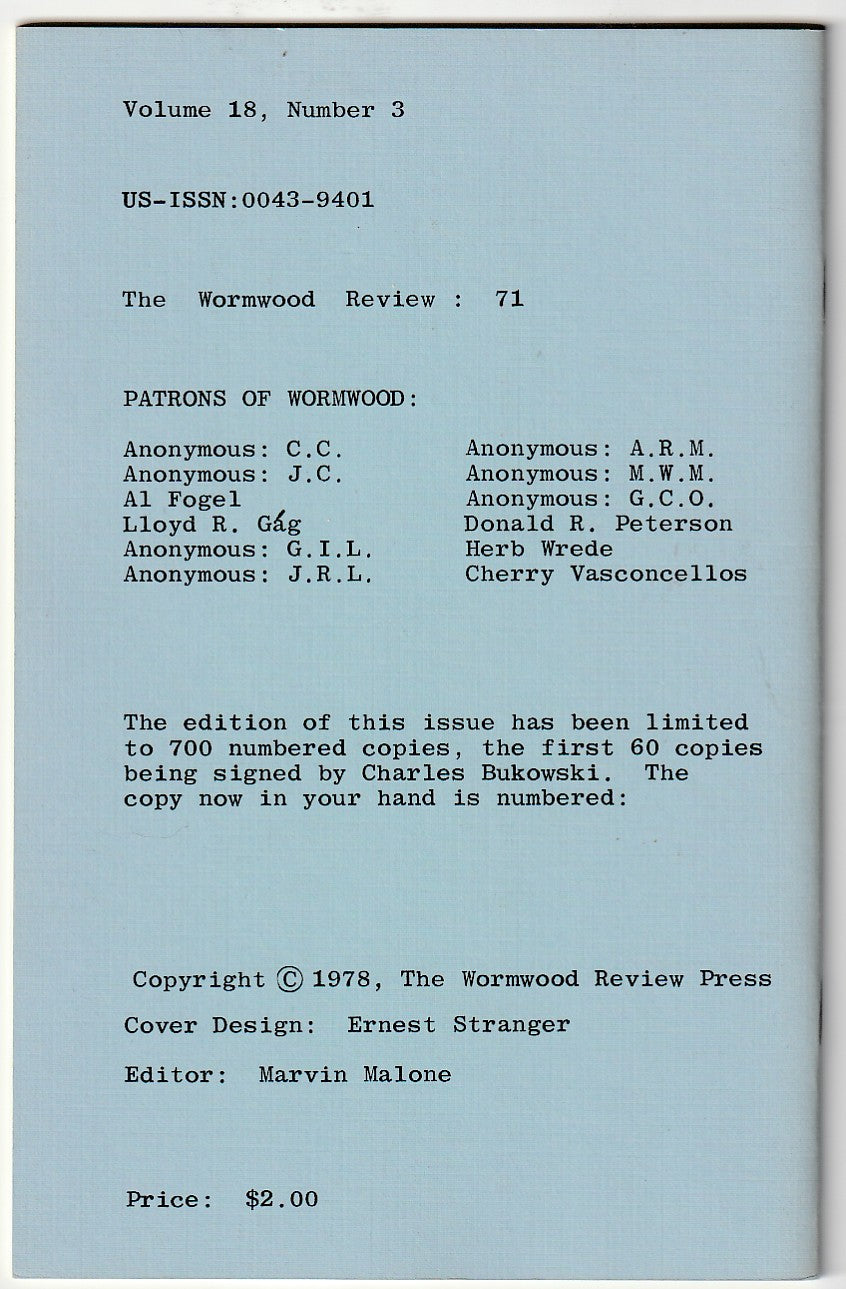 Volume 18, Number 3
US-ISSN:0043-9401
The Wormwood Review : 71
PATRONS OF WORMWOOD:
Anonymous: C.C.
Anonymous: J.C.
Al Fogel
Lloyd R. Gág
Anonymous: G.I.L.
Anonymous: J.R.L.
Anonymous: A.R.M.
Anonymous: M.W.M.
Anonymous: G.C.O.
Donald R. Peterson
Herb Wrede
Cherry Vasconcellos
The edition of this issue has been limited
to 700 numbered copies, the first 60 copies
being signed by Charles Bukowski. The
copy now in your hand is numbered:
Copyright © 1978, The Wormwood Review Press
Cover Design: Ernest Stranger
Editor: Marvin Malone
Price: $2.00